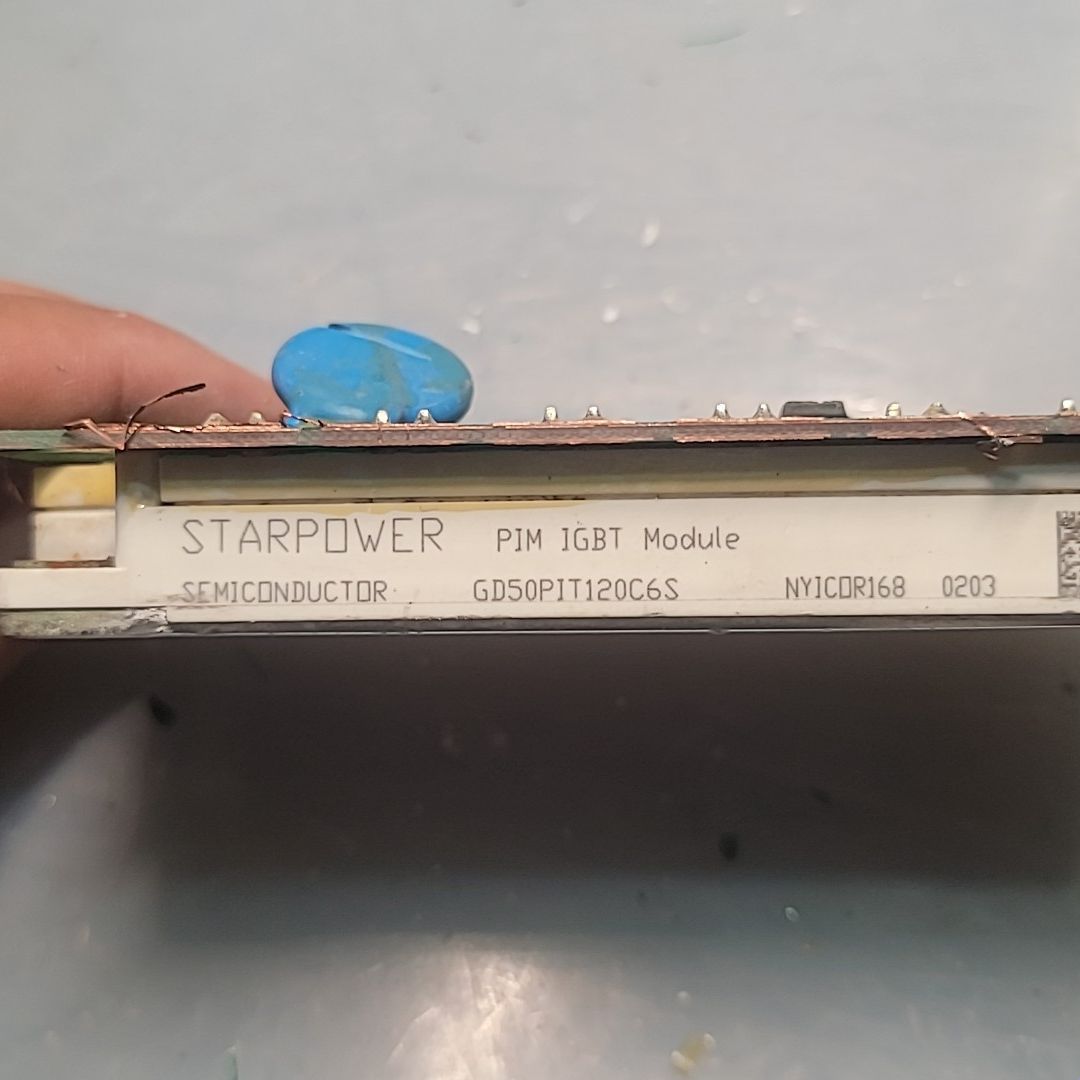 STARPOWER PIM IGBT Module
SEMICONDUCTOR GD50PIT120C6S NYICOR168 0203